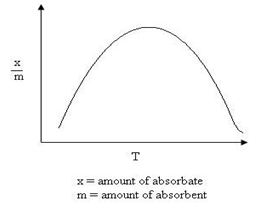 x
m
T
x = amount of absorbate
m = amount of absorbent